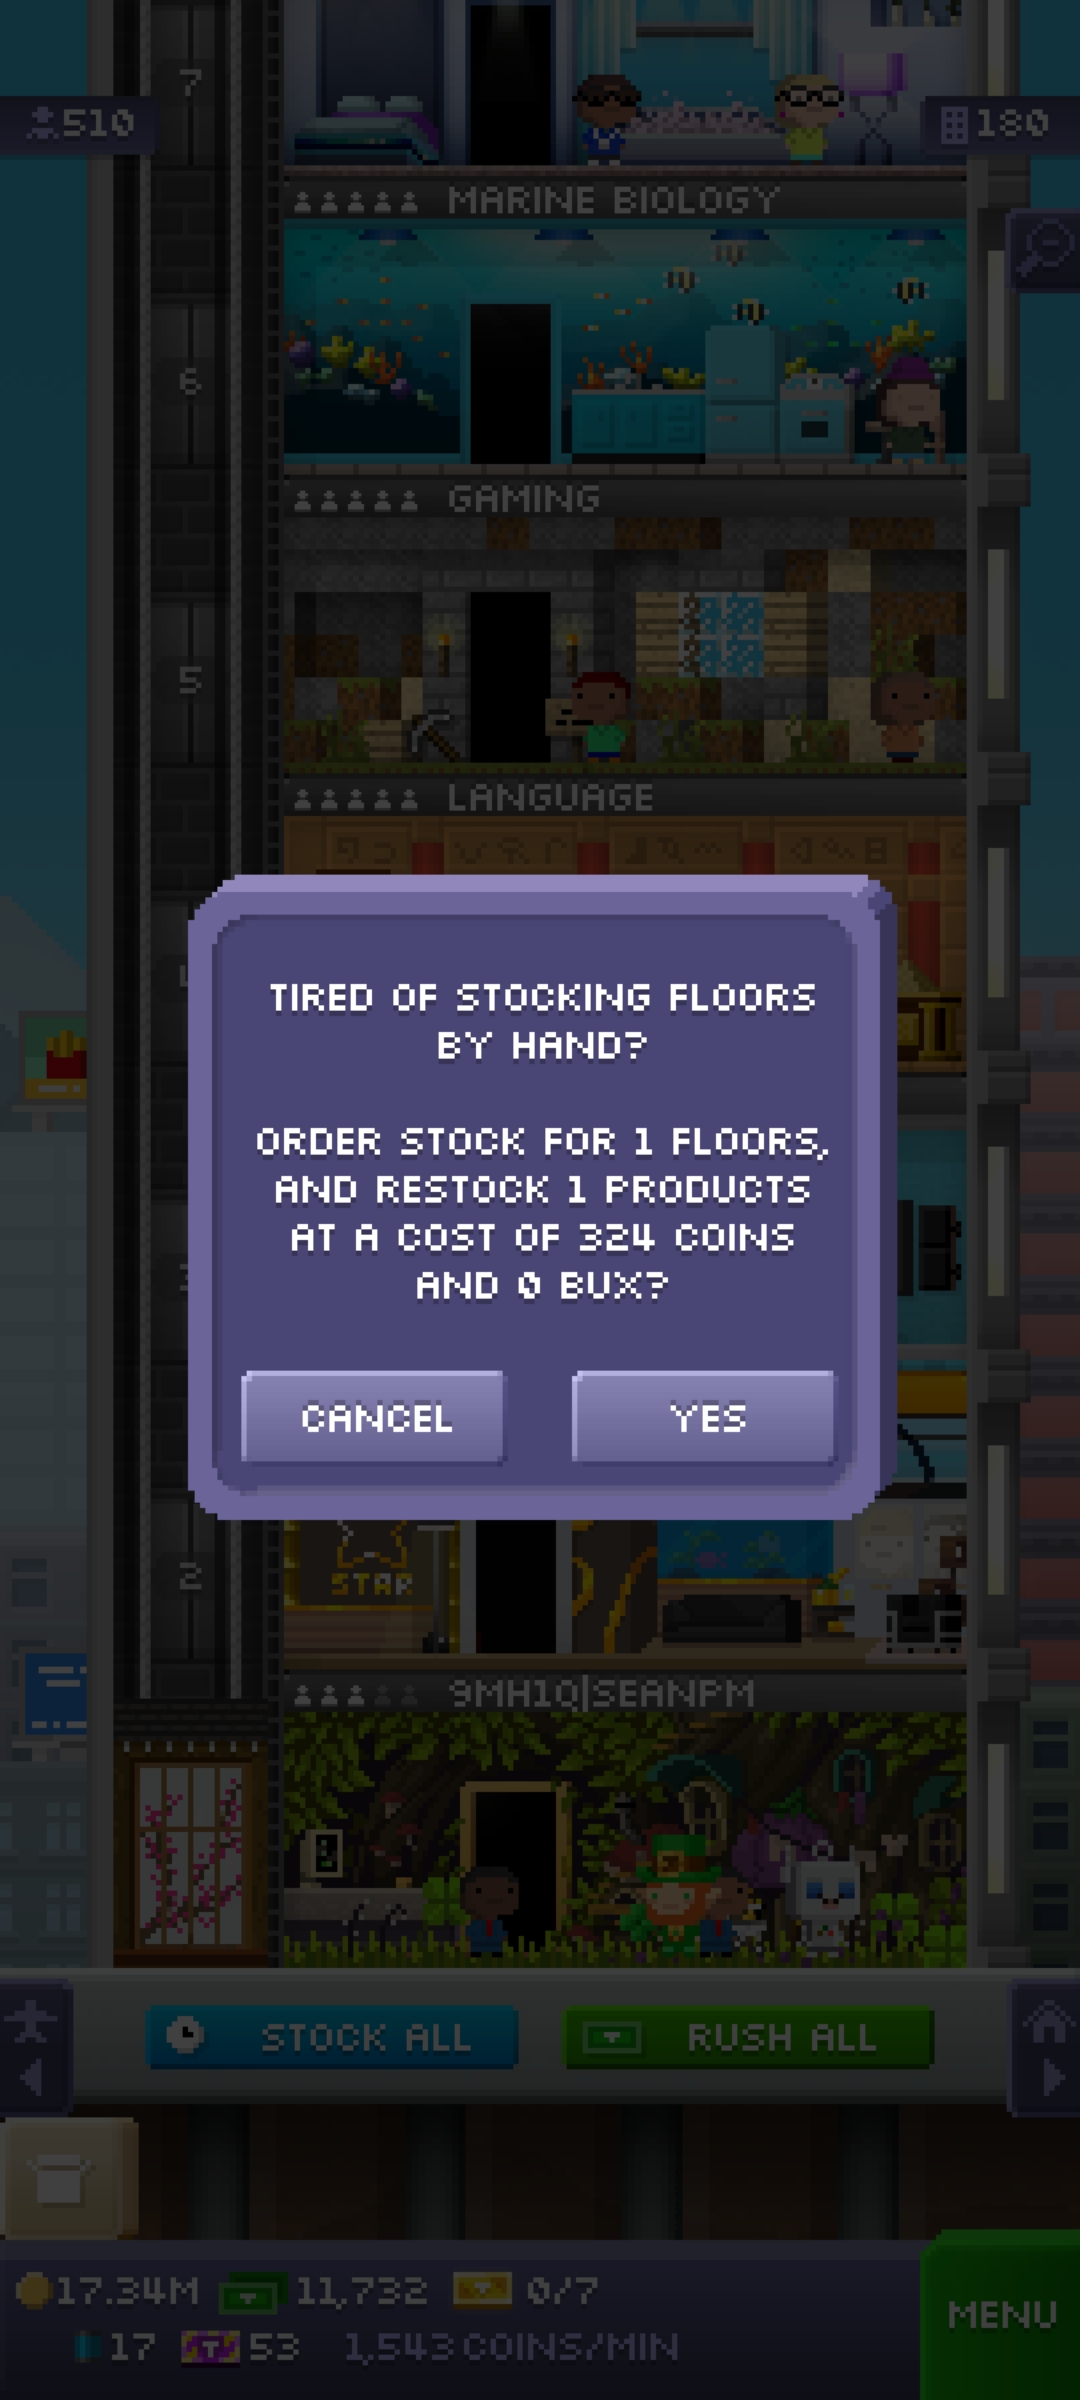 7
510
180
MARINE BIOLOGY
6
GAMING
5
LANGUAGE
TIRED OF STOCKING FLOORS
BY HAND?
ORDER STOCK FOR 1 FLOORS,
AND RESTOCK 1 PRODUCTS
AT A COST OF 324 COINS
AND 0 BUX?
CANCEL
YES
STAR
2
9MH1Q|SEANPM
STOCK ALL
RUSH ALL
17.34M 11,732 0/7
17 53 1,543 COINS/MIN
MENU